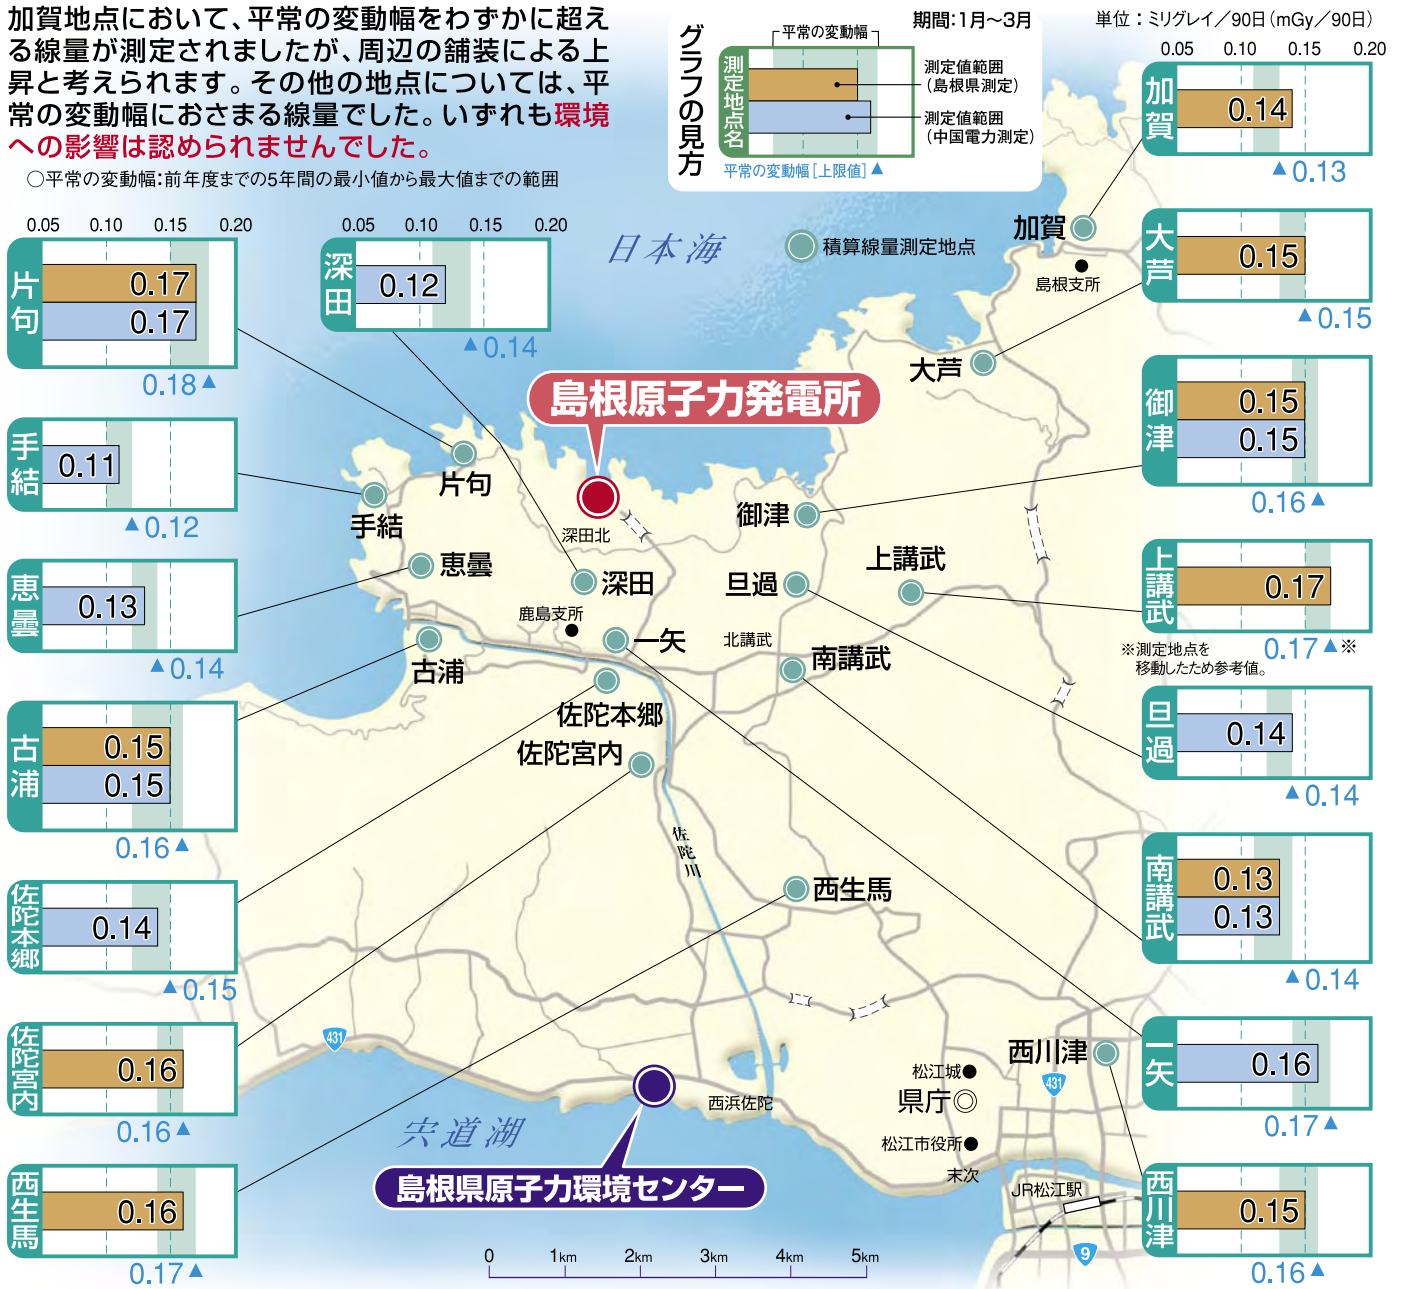 加賀地点において、平常の変動幅をわずかに超え
る線量が測定されましたが、周辺の舗装による上
昇と考えられます。その他の地点については、平
常の変動幅におさまる線量でした。いずれも環境
への影響は認められませんでした。
○平常の変動幅:前年度までの5年間の最小値から最大値までの範囲
グラフの見方
平常の変動幅
期間:1月〜3月
測定地点名
測定値範囲
(島根県測定)
測定値範囲
(中国電力測定)
平常の変動幅[上限値]▲
単位:ミリグレイ/90日(mGy/90日)
0.05 0.10 0.15 0.20
加賀
0.14
▲0.13
大芦
0.15
▲0.15
御津
0.15
0.15
0.16▲
上講武
0.17
0.17▲※
※測定地点を
移動したため参考値。
旦過
0.14
▲0.14
南講武
0.13
0.13
▲0.14
一矢
0.16
0.17▲
西川津
0.15
0.16▲
0.05 0.10 0.15 0.20
片句
0.17
0.17
0.18▲
0.05 0.10 0.15 0.20
深田
0.12
▲0.14
手結
0.11
▲0.12
恵曇
0.13
▲0.14
古浦
0.15
0.15
0.16▲
佐陀本郷
0.14
▲0.15
佐陀宮内
0.16
0.16▲
西生馬
0.16
0.17▲
日本海
積算線量測定地点
加賀
島根支所
大芦
島根原子力発電所
片句
手結
深田北
御津
恵曇
深田
旦過
上講武
鹿島支所
一矢
北講武
南講武
古浦
佐陀本郷
佐陀宮内
佐陀川
西生馬
431
西川津
松江城
431
県庁
西浜佐陀
宍道湖
松江市役所
末次
島根県原子力環境センター
JR松江駅
9
0 1km 2km 3km 4km 5km